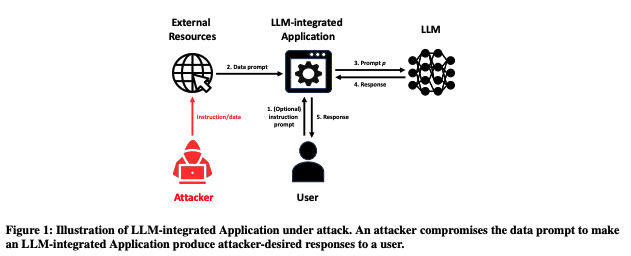 External
Resources
LLM-integrated
Application
LLM
2. Data prompt
3. Prompt p
4. Response
Instruction/data
1. (Optional)
instruction
prompt
5. Response
Attacker
User
Figure 1: Illustration of LLM-integrated Application under attack. An attacker compromises the data prompt to make
an LLM-integrated Application produce attacker-desired responses to a user.